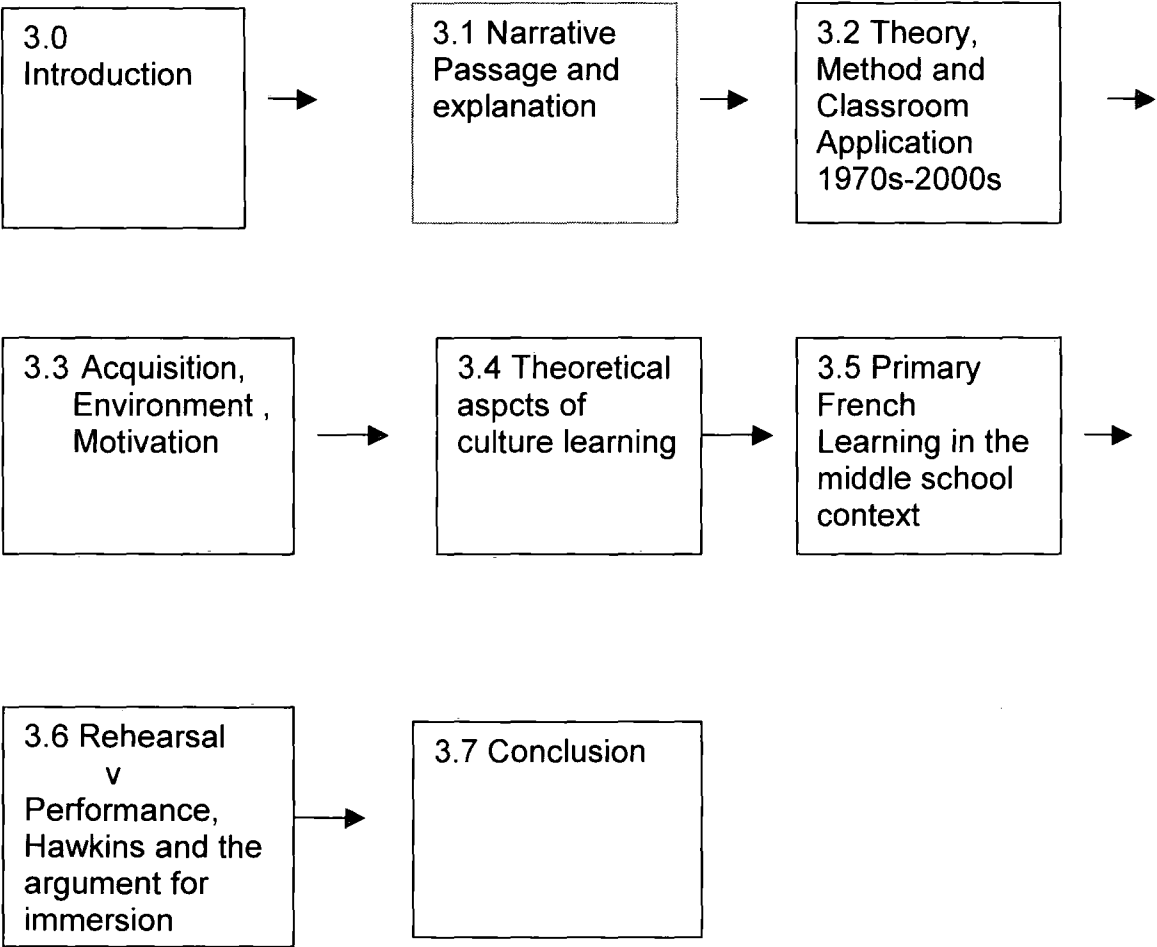 3.0
Introduction
3.1 Narrative
Passage and
explanation
3.2 Theory,
Method and
Classroom
Application
1970s-2000s
3.3 Acquisition,
Environment ,
Motivation
3.4 Theoretical
aspcts of
culture learning
3.5 Primary
French
Learning in the
middle school
context
3.6 Rehearsal
v
Performance,
Hawkins and the
argument for
immersion
3.7 Conclusion